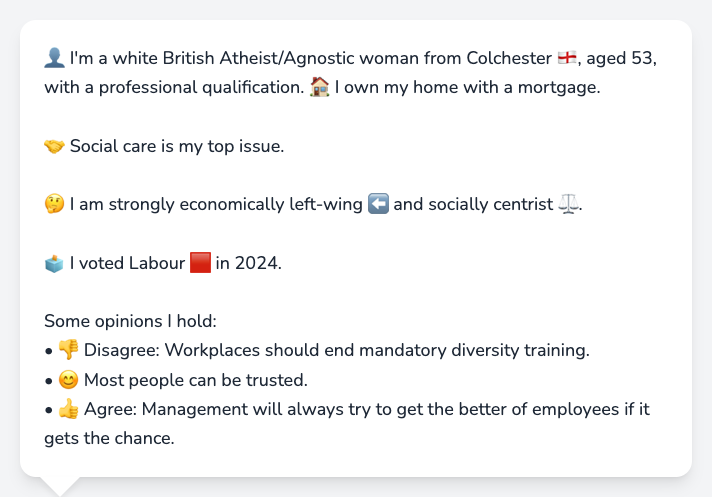 👤 I'm a white British Atheist/Agnostic woman from Colchester 🏴󠁧󠁢󠁥󠁮󠁧󠁿, aged 53,
with a professional qualification. 🏠 I own my home with a mortgage.
🤝 Social care is my top issue.
🤔 I am strongly economically left-wing ⬅️ and socially centrist ⚖️.
🗳️ I voted Labour 🟥 in 2024.
Some opinions I hold:
• 👎 Disagree: Workplaces should end mandatory diversity training.
• 😊 Most people can be trusted.
• 👍 Agree: Management will always try to get the better of employees if it
gets the chance.